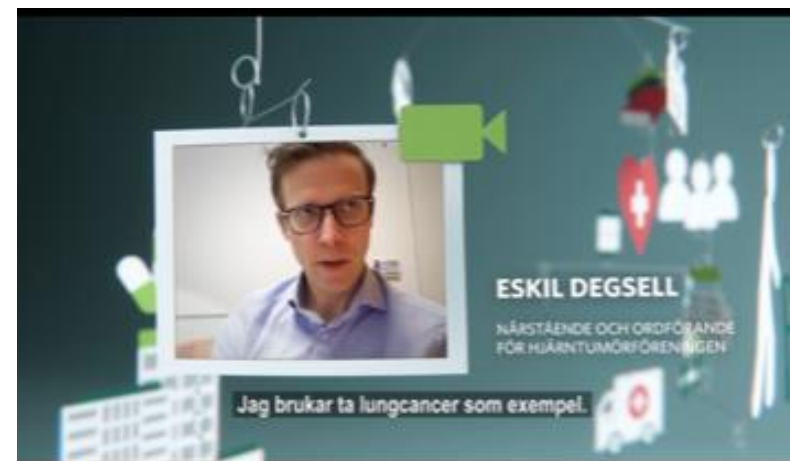 ESKIL DEGSELL
NÄRSTÅENDE OCH ORDFÖRANDE
FÖR HJÄRNTUMÖRFÖRENINGEN
Jag brukar ta lungcancer som exempel.